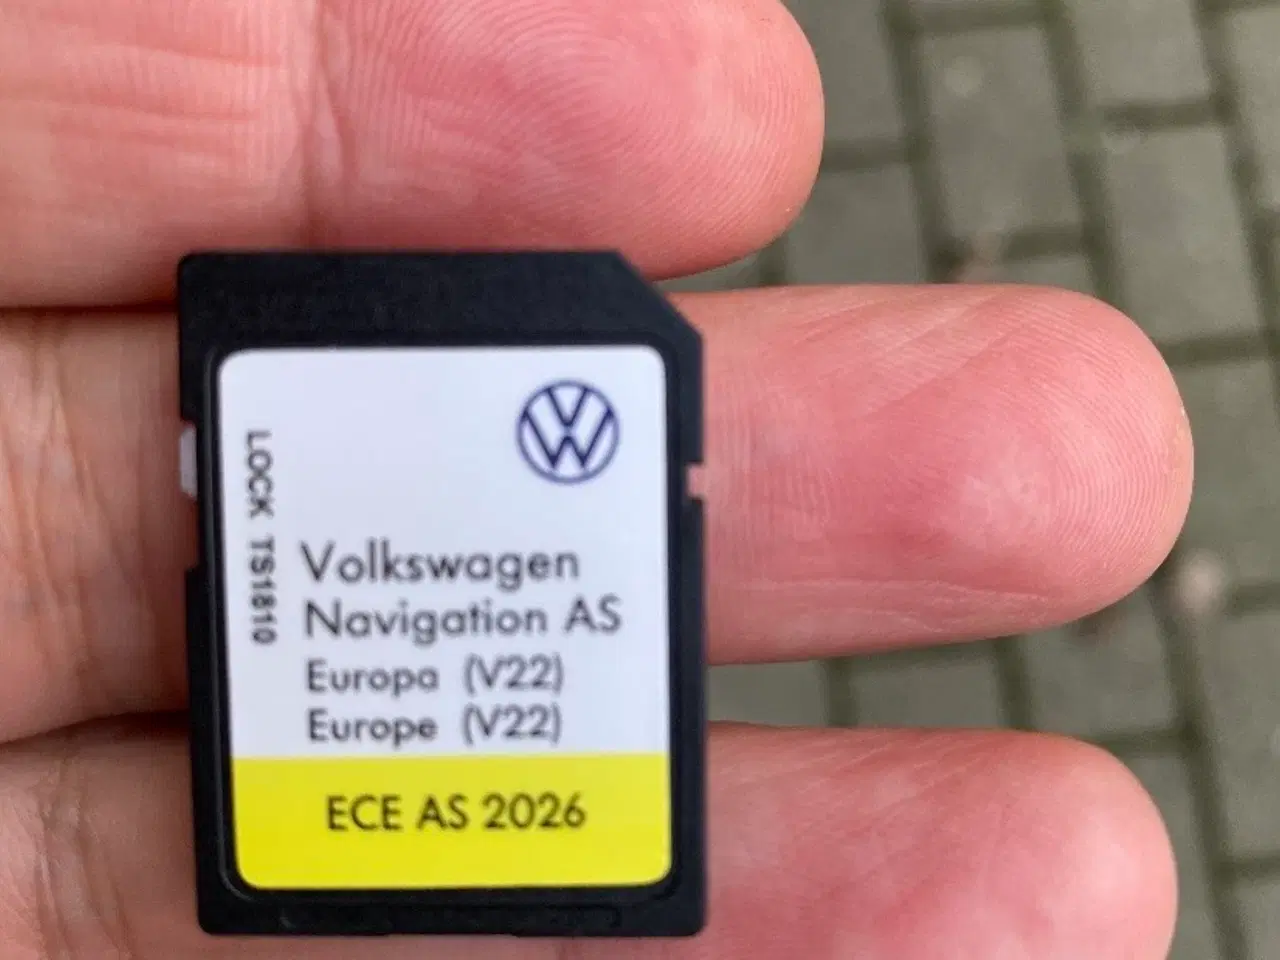 LOCK TS1810
Volkswagen
Navigation AS
Europa (V22)
Europe (V22)
ECE AS 2026